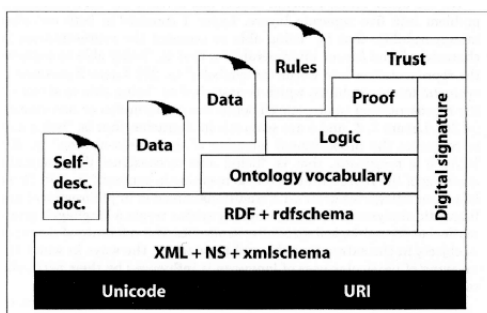 Rules
Trust
Data
Proof
Data
Logic
Self-
desc.
doc.
Ontology vocabulary
Digital signature
RDF + rdfschema
XML + NS + xmlschema
Unicode
URI